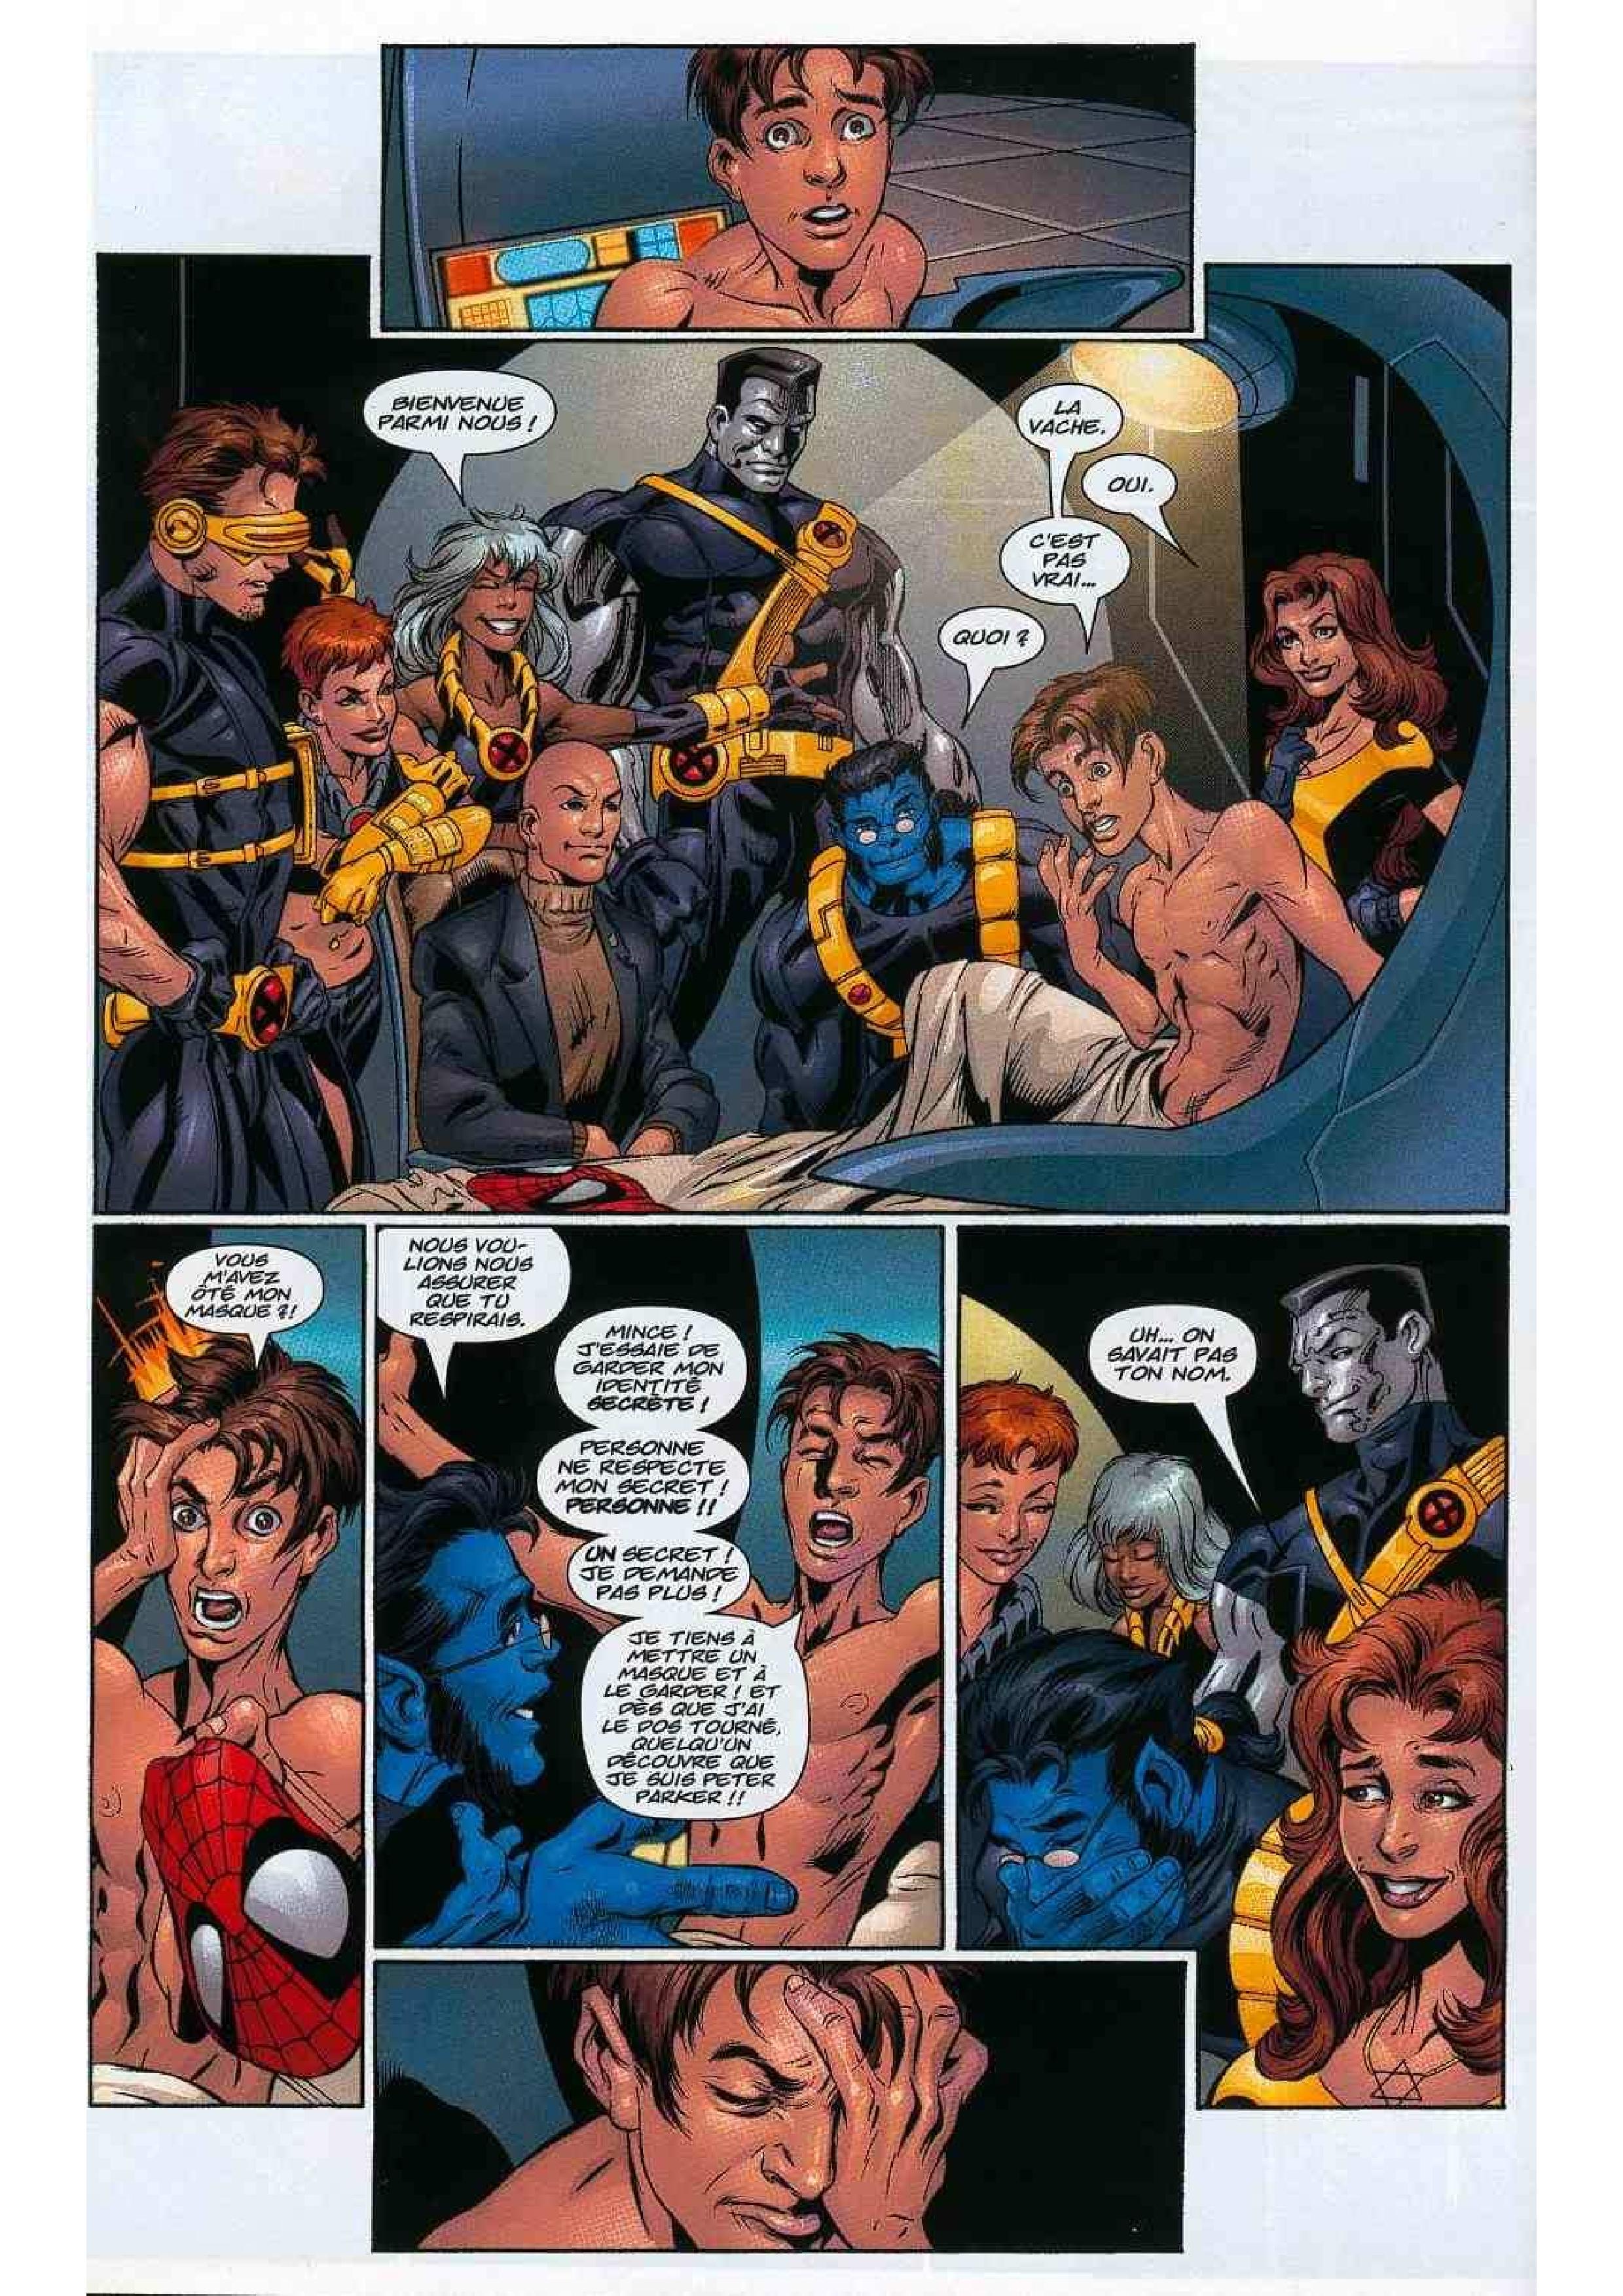 BIENVENUE
PARMI NOUS !
LA
VACHE.
OUI.
C'EST
PAS
VRAI...
QUOI ?
VOUS
M'AVEZ
ÔTÉ MON
MASQUE ?!
NOUS VOU-
LIONS NOUS
ASSURER
QUE TU
RESPIRAIS.
MINCE !
J'ESSAIE DE
GARDER MON
IDENTITÉ
SECRÈTE !
PERSONNE
NE RESPECTE
MON SECRET !
PERSONNE !!
UN SECRET !
JE DEMANDE
PAS PLUS !
JE TIENS À
METTRE UN
MASQUE ET À
LE GARDER ! ET
DÈS QUE J'AI
LE DOS TOURNÉ,
QUELQU'UN
DÉCOUVRE QUE
JE SUIS PETER
PARKER !!
UH... ON
SAVAIT PAS
TON NOM.